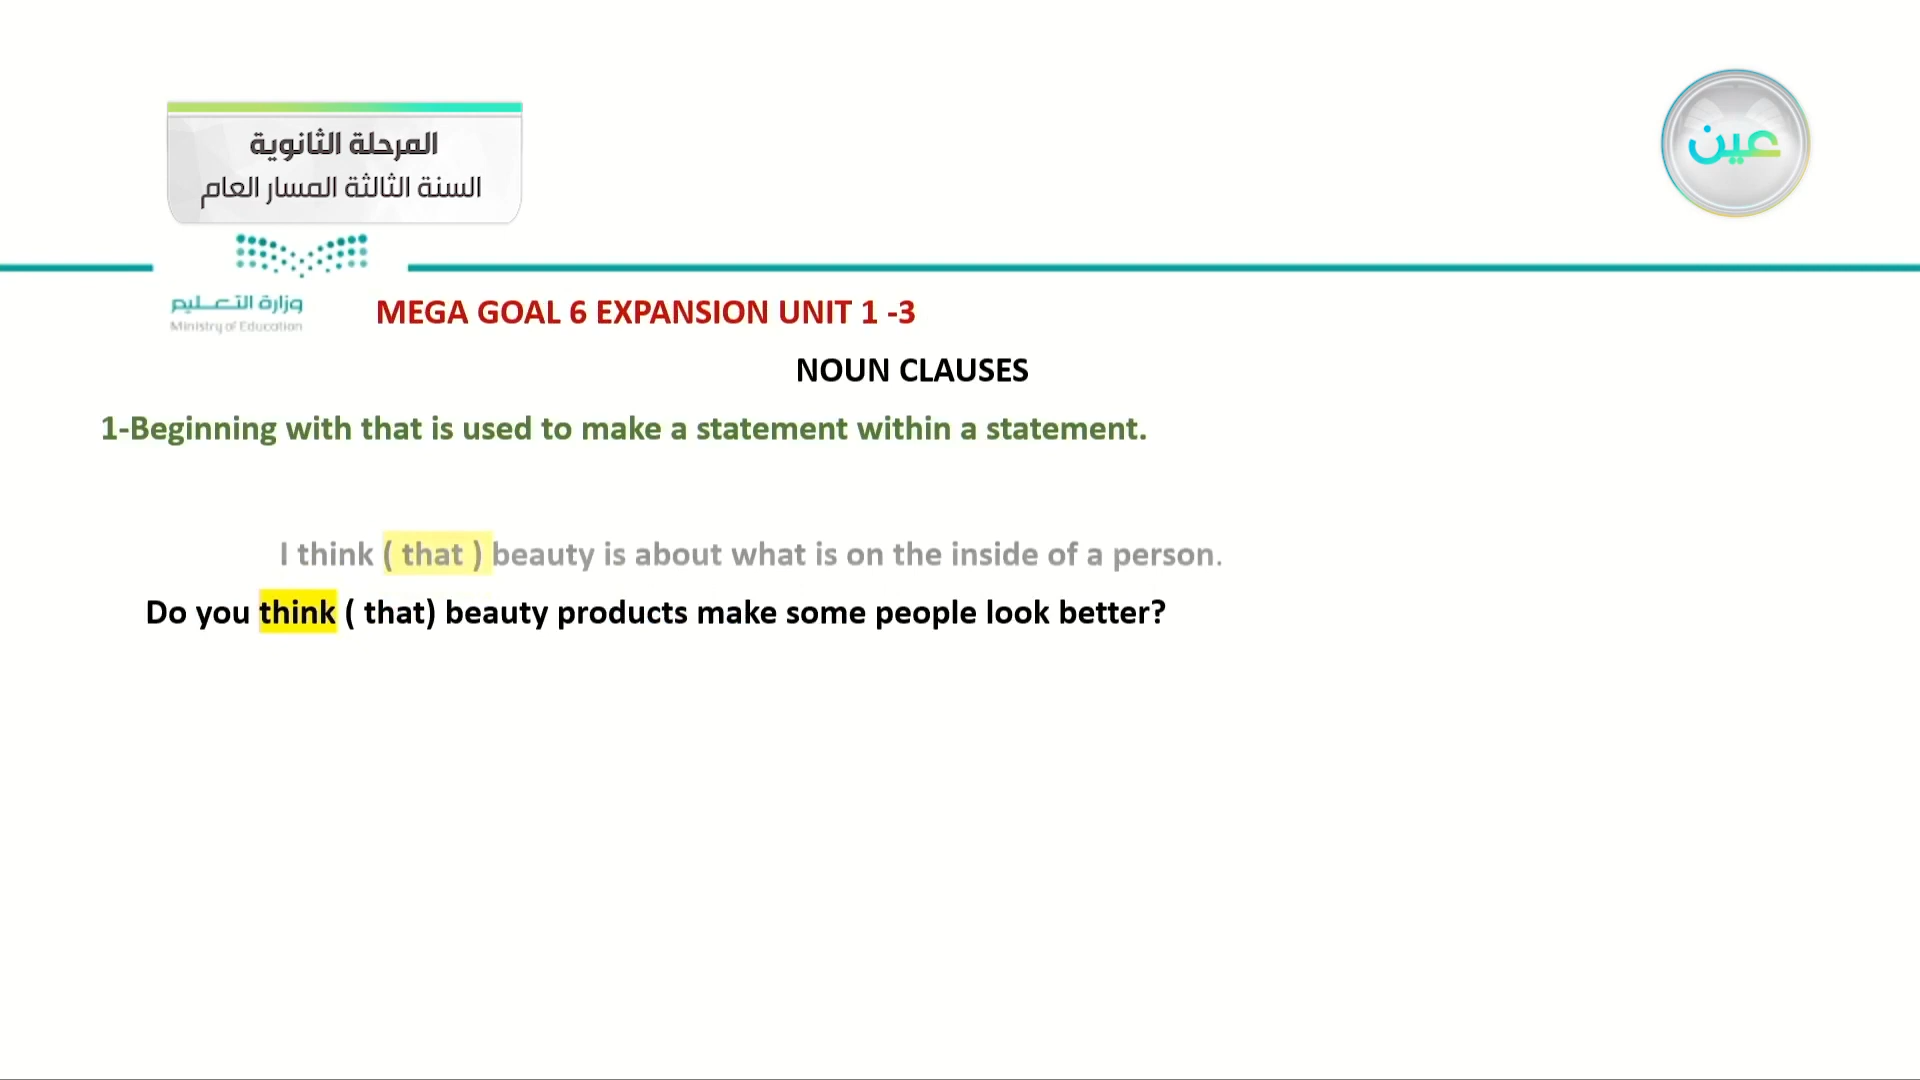 المرحلة الثانوية
السنة الثالثة المسار العام
عين
وزارة التعليم
Ministry of Education
MEGA GOAL 6 EXPANSION UNIT 1 -3
NOUN CLAUSES
1-Beginning with that is used to make a statement within a statement.
I think ( that ) beauty is about what is on the inside of a person.
Do you think ( that) beauty products make some people look better?